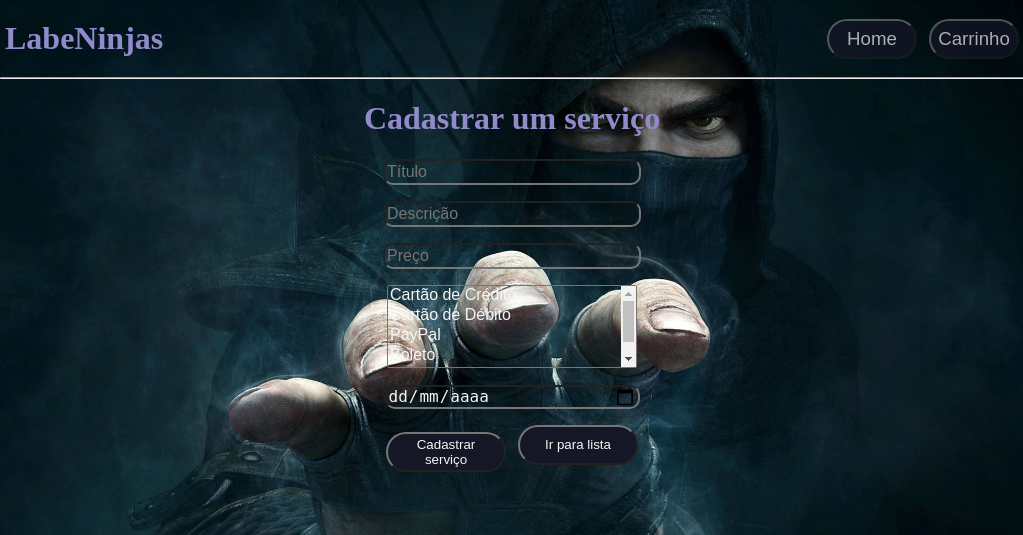 LabeNinjas
Home
Carrinho
Cadastrar um serviço
Título
Descrição
Preço
Cartão de Crédito
Cartão de Débito
PayPal
Boleto
dd/mm/aaaa
Cadastrar
serviço
Ir para lista